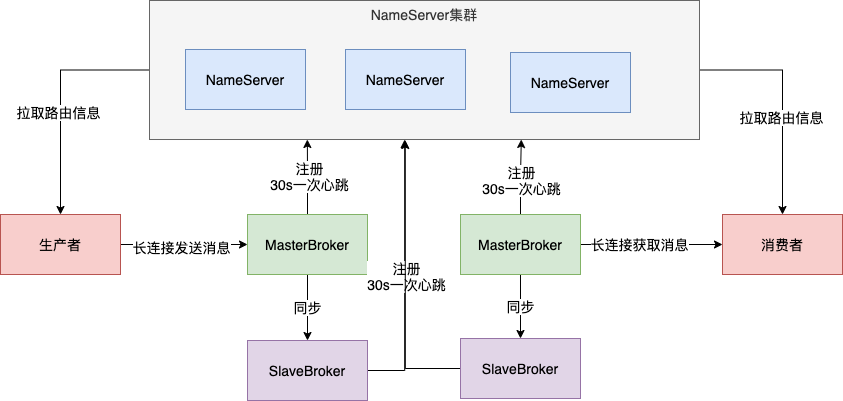 NameServer集群
NameServer
NameServer
NameServer
拉取路由信息
拉取路由信息
注册
30s一次心跳
注册
30s一次心跳
生产者
长连接发送消息
MasterBroker
MasterBroker
长连接获取消息
消费者
注册
30s一次心跳
同步
同步
SlaveBroker
SlaveBroker